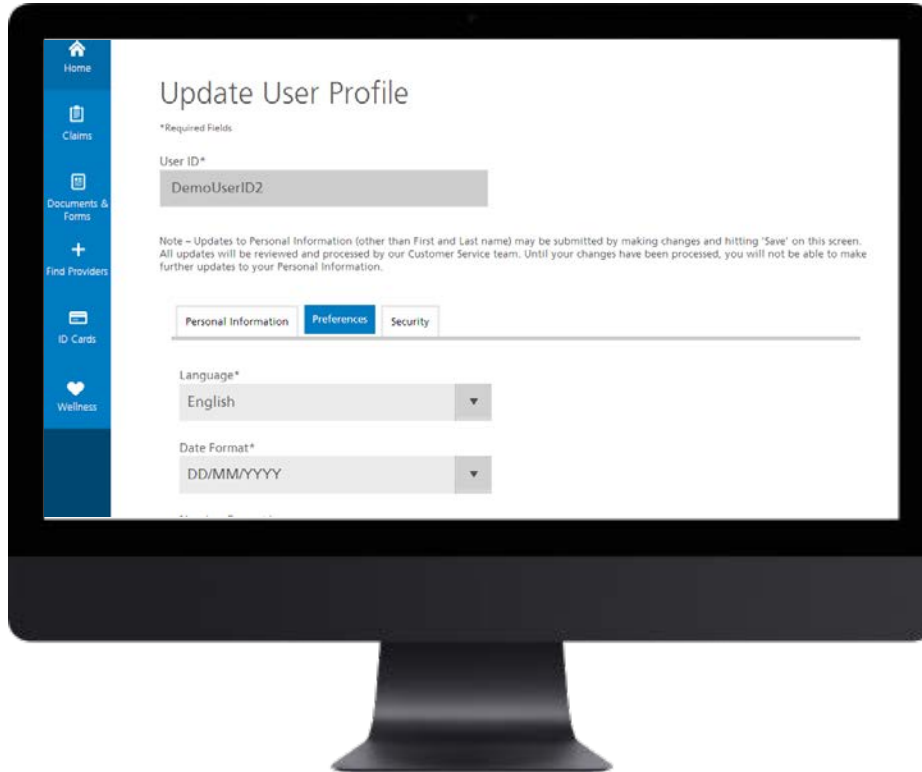 Home
Claims
Documents &
Forms
Find Providers
ID Cards
Wellness
Update User Profile
*Required Fields.
User ID*
DemoUserID2
Note – Updates to Personal Information (other than First and Last name) may be submitted by making changes and hitting 'Save' on this screen.
All updates will be reviewed and processed by our Customer Service team. Until your changes have been processed, you will not be able to make
further updates to your Personal Information.
Personal Information Preferences Security
Language*
English
Date Format*
DD/MM/YYYY